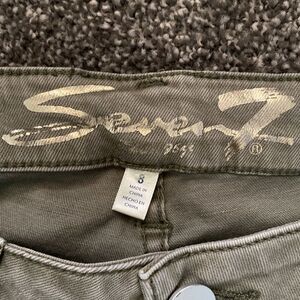 Seven7
®
8
MADE IN
CHINA
HECHO EN
CHINA